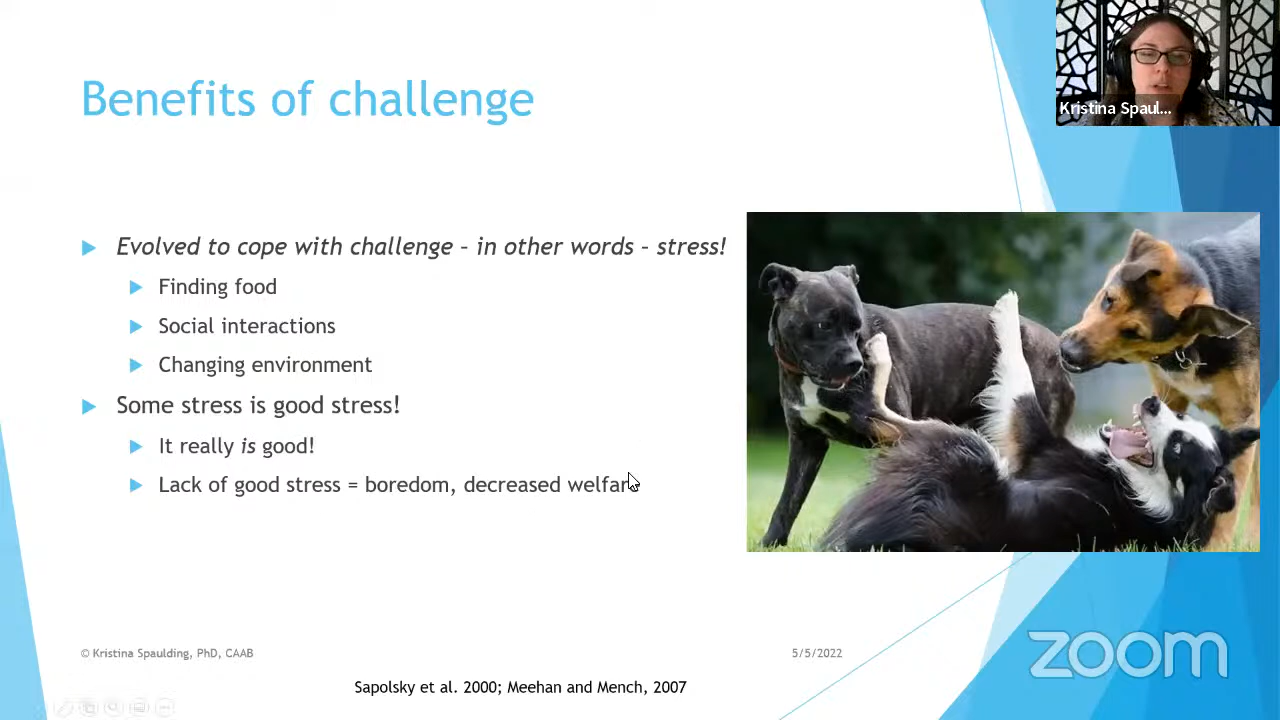 Benefits of challenge
Kristina Spaul...
Evolved to cope with challenge – in other words – stress!
Finding food
Social interactions
Changing environment
Some stress is good stress!
It really is good!
Lack of good stress = boredom, decreased welfare
© Kristina Spaulding, PhD, CAAB
5/5/2022
zoom
Sapolsky et al. 2000; Meehan and Mench, 2007